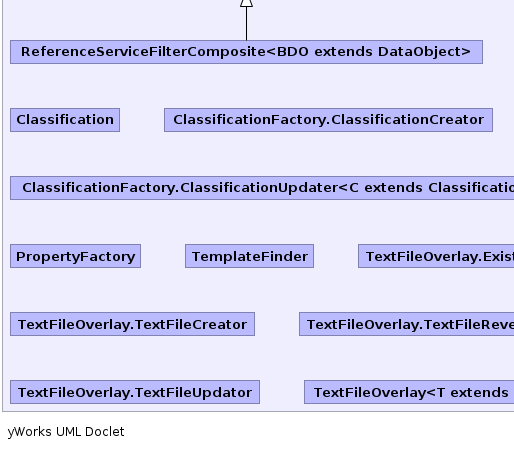 ReferenceServiceFilterComposite<BDO extends DataObject>
Classification ClassificationFactory.ClassificationCreator
ClassificationFactory.ClassificationUpdater<C extends Classificatio
PropertyFactory TemplateFinder TextFileOverlay.Exist
TextFileOverlay.TextFileCreator TextFileOverlay.TextFileReve
TextFileOverlay.TextFileUpdator TextFileOverlay<T extends
yWorks UML Doclet